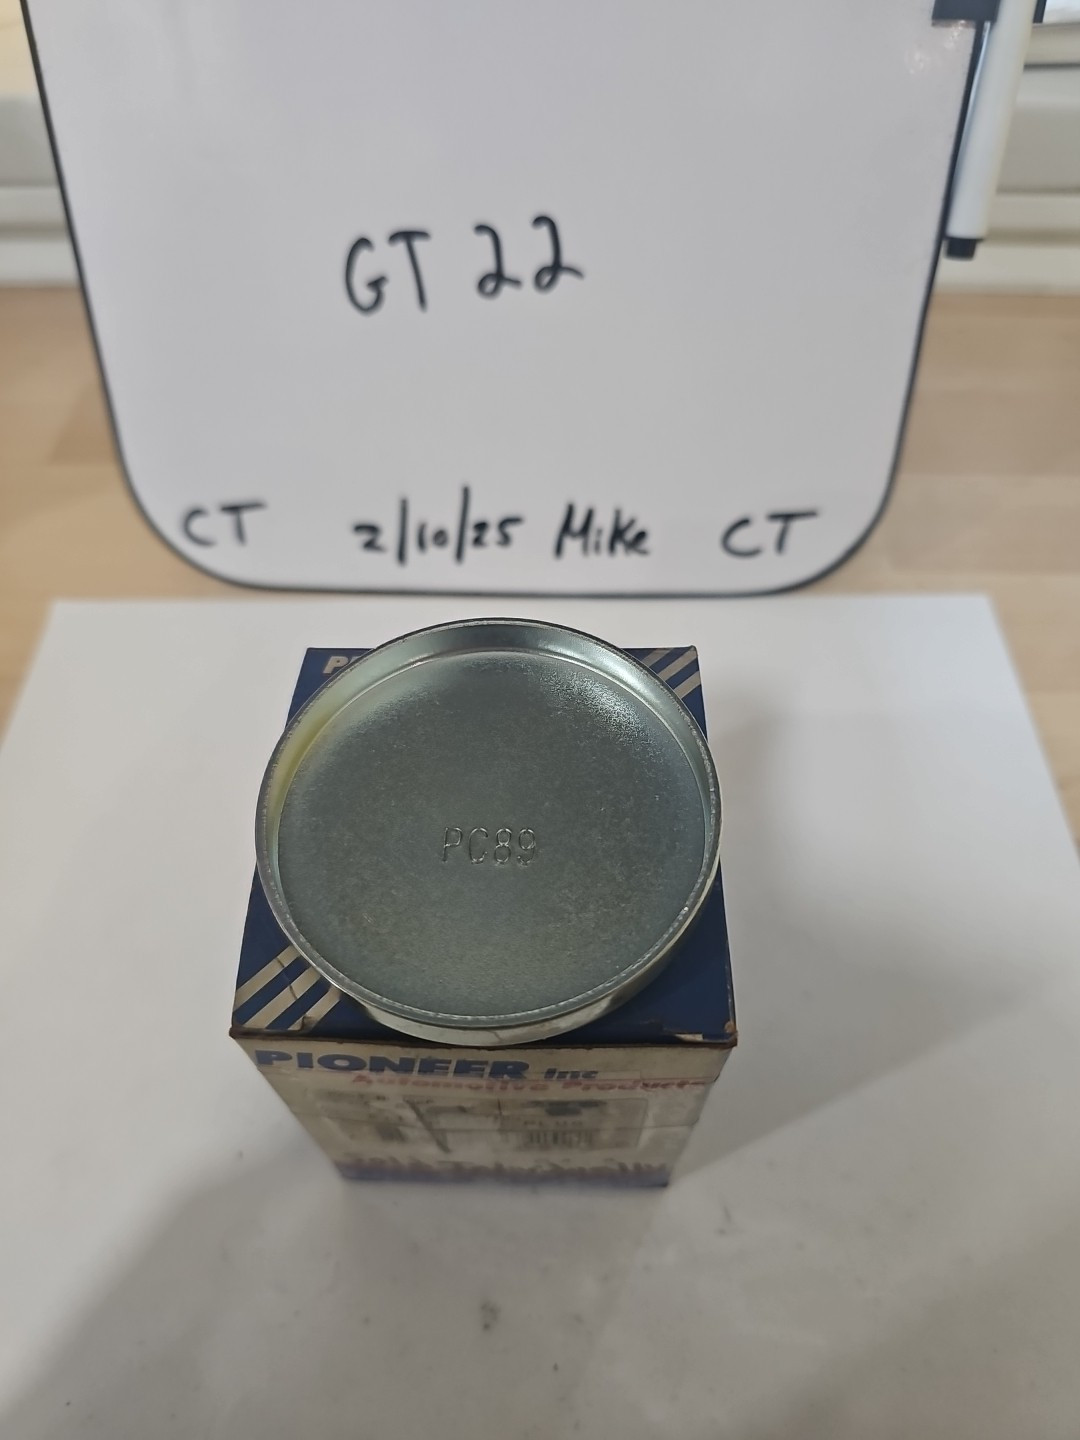 GT 22
CT 2/10/25 Mike CT
PC89
PIONEER Inc
Automotive Products